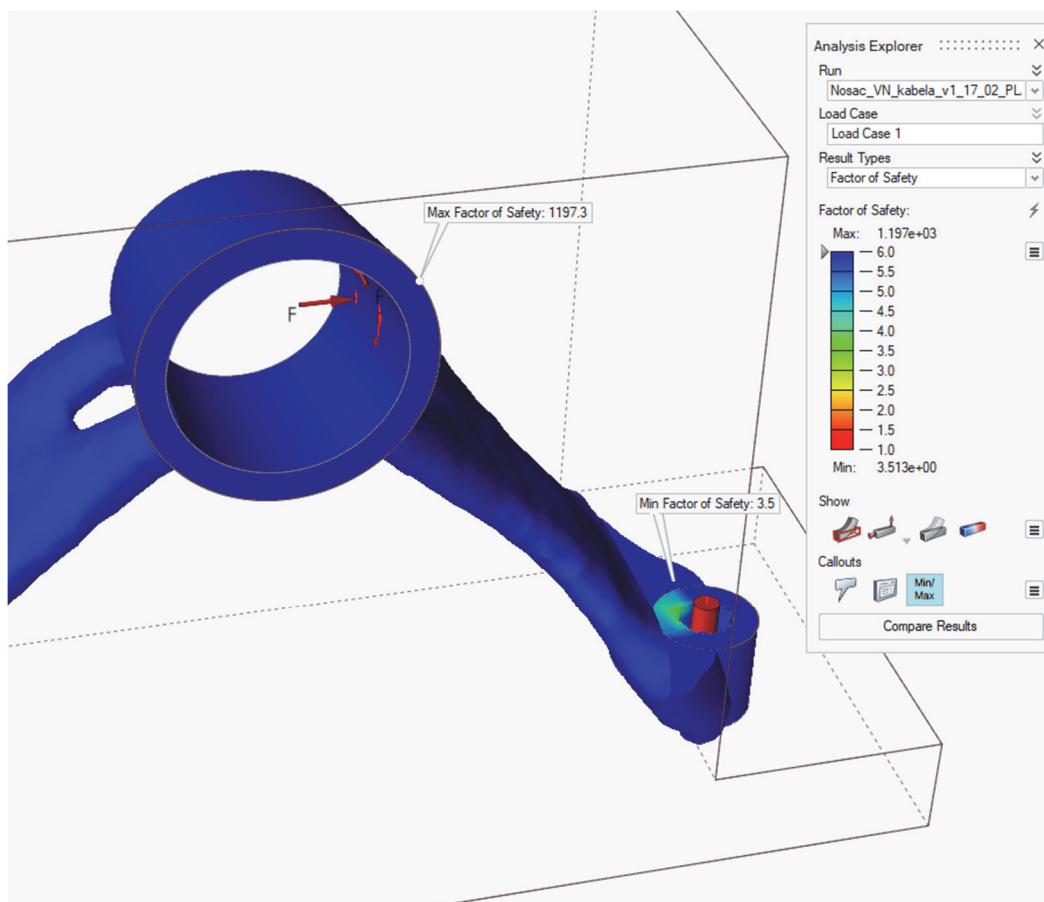 Max Factor of Safety: 1197.3
F
F
Min Factor of Safety: 3.5
Analysis Explorer
Run
Nosac_VN_kabela_v1_17_02_PL.
Load Case
Load Case 1
Result Types
Factor of Safety
Factor of Safety:
Max: 1.197e+03
6.0
5.5
5.0
4.5
4.0
3.5
3.0
2.5
2.0
1.5
1.0
Min: 3.513e+00
Show
Callouts
Min/
Max
Compare Results